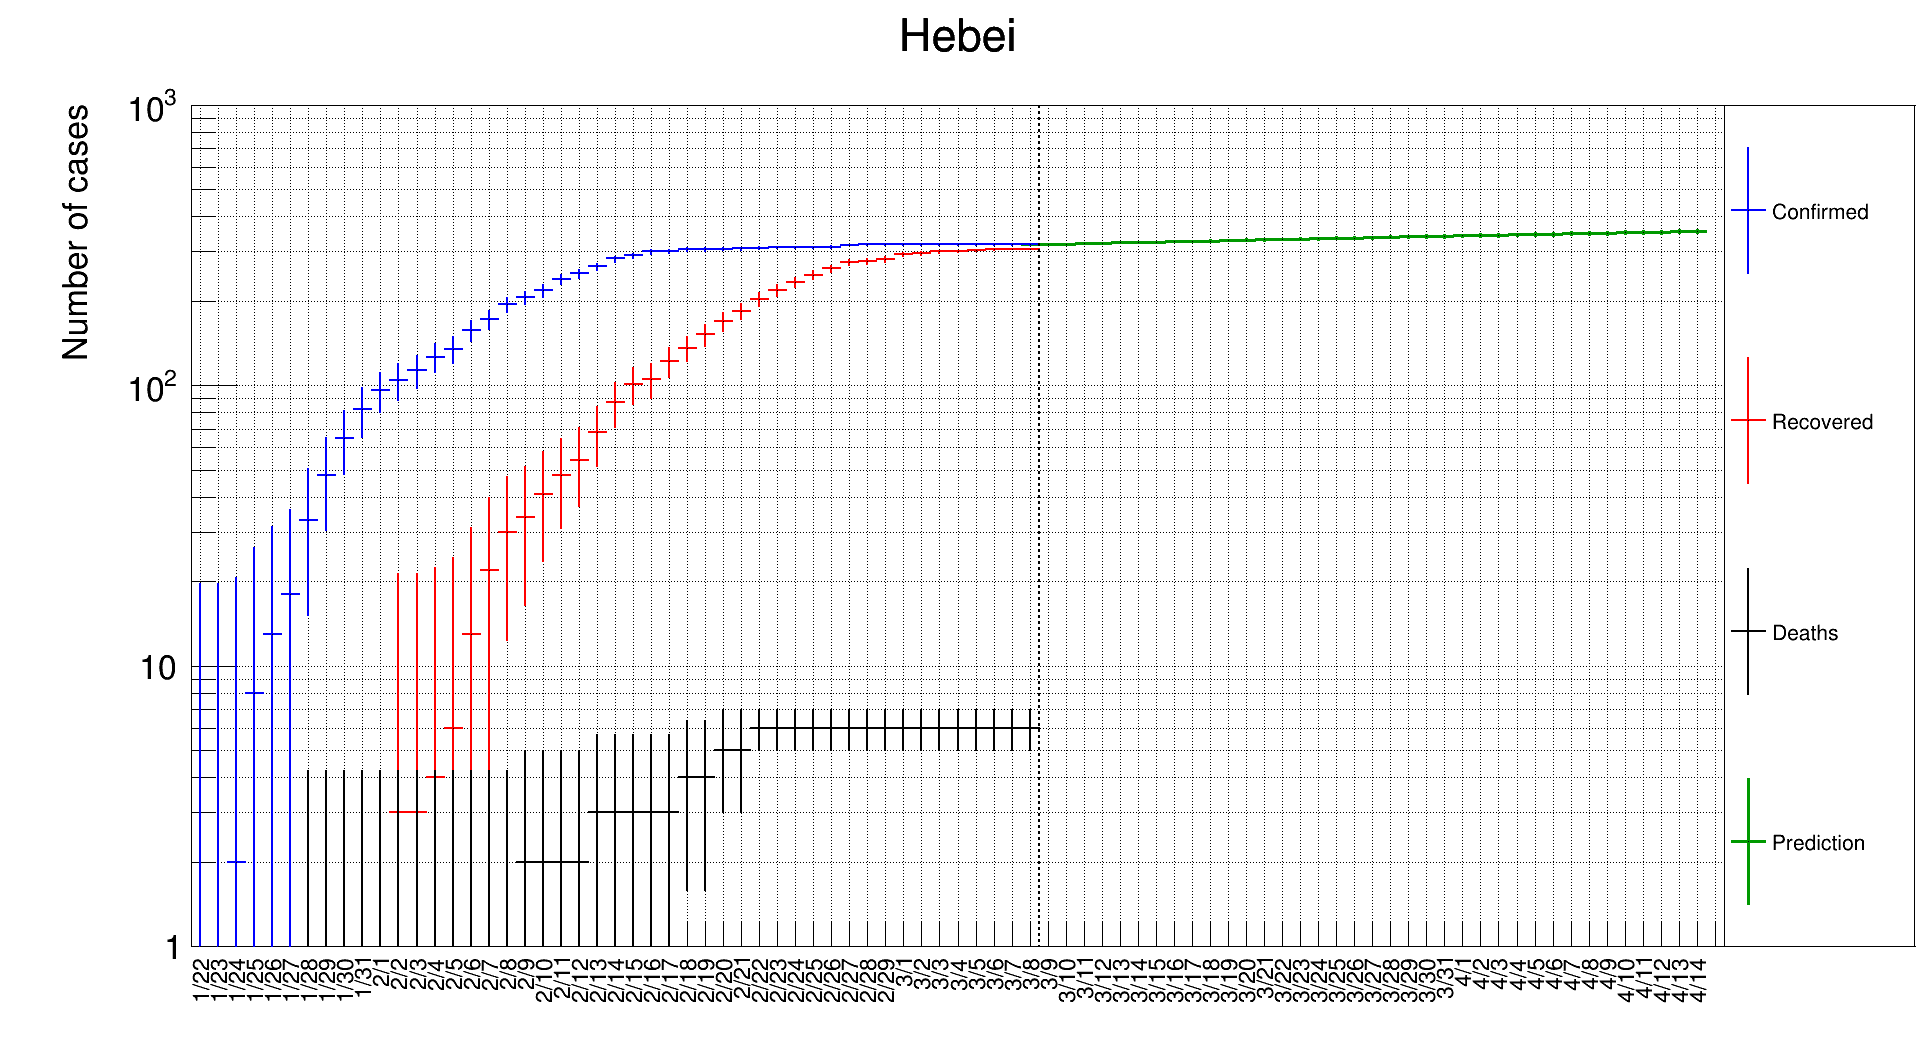 Hebei
Number of cases
10³
10²
10
1
1/22 1/23 1/24 1/25 1/26 1/27 1/28 1/29 1/30 1/31 2/1 2/2 2/3 2/4 2/5 2/6 2/7 2/8 2/9 2/10 2/11 2/12 2/13 2/14 2/15 2/16 2/17 2/18 2/19 2/20 2/21 2/22 2/23 2/24 2/25 2/26 2/27 2/28 2/29 3/1 3/2 3/3 3/4 3/5 3/6 3/7 3/8 3/9 3/10 3/11 3/12 3/13 3/14 3/15 3/16 3/17 3/18 3/19 3/20 3/21 3/22 3/23 3/24 3/25 3/26 3/27 3/28 3/29 3/30 3/31 4/1 4/2 4/3 4/4 4/5 4/6 4/7 4/8 4/9 4/10 4/11 4/12 4/13 4/14
Confirmed
Recovered
Deaths
Prediction